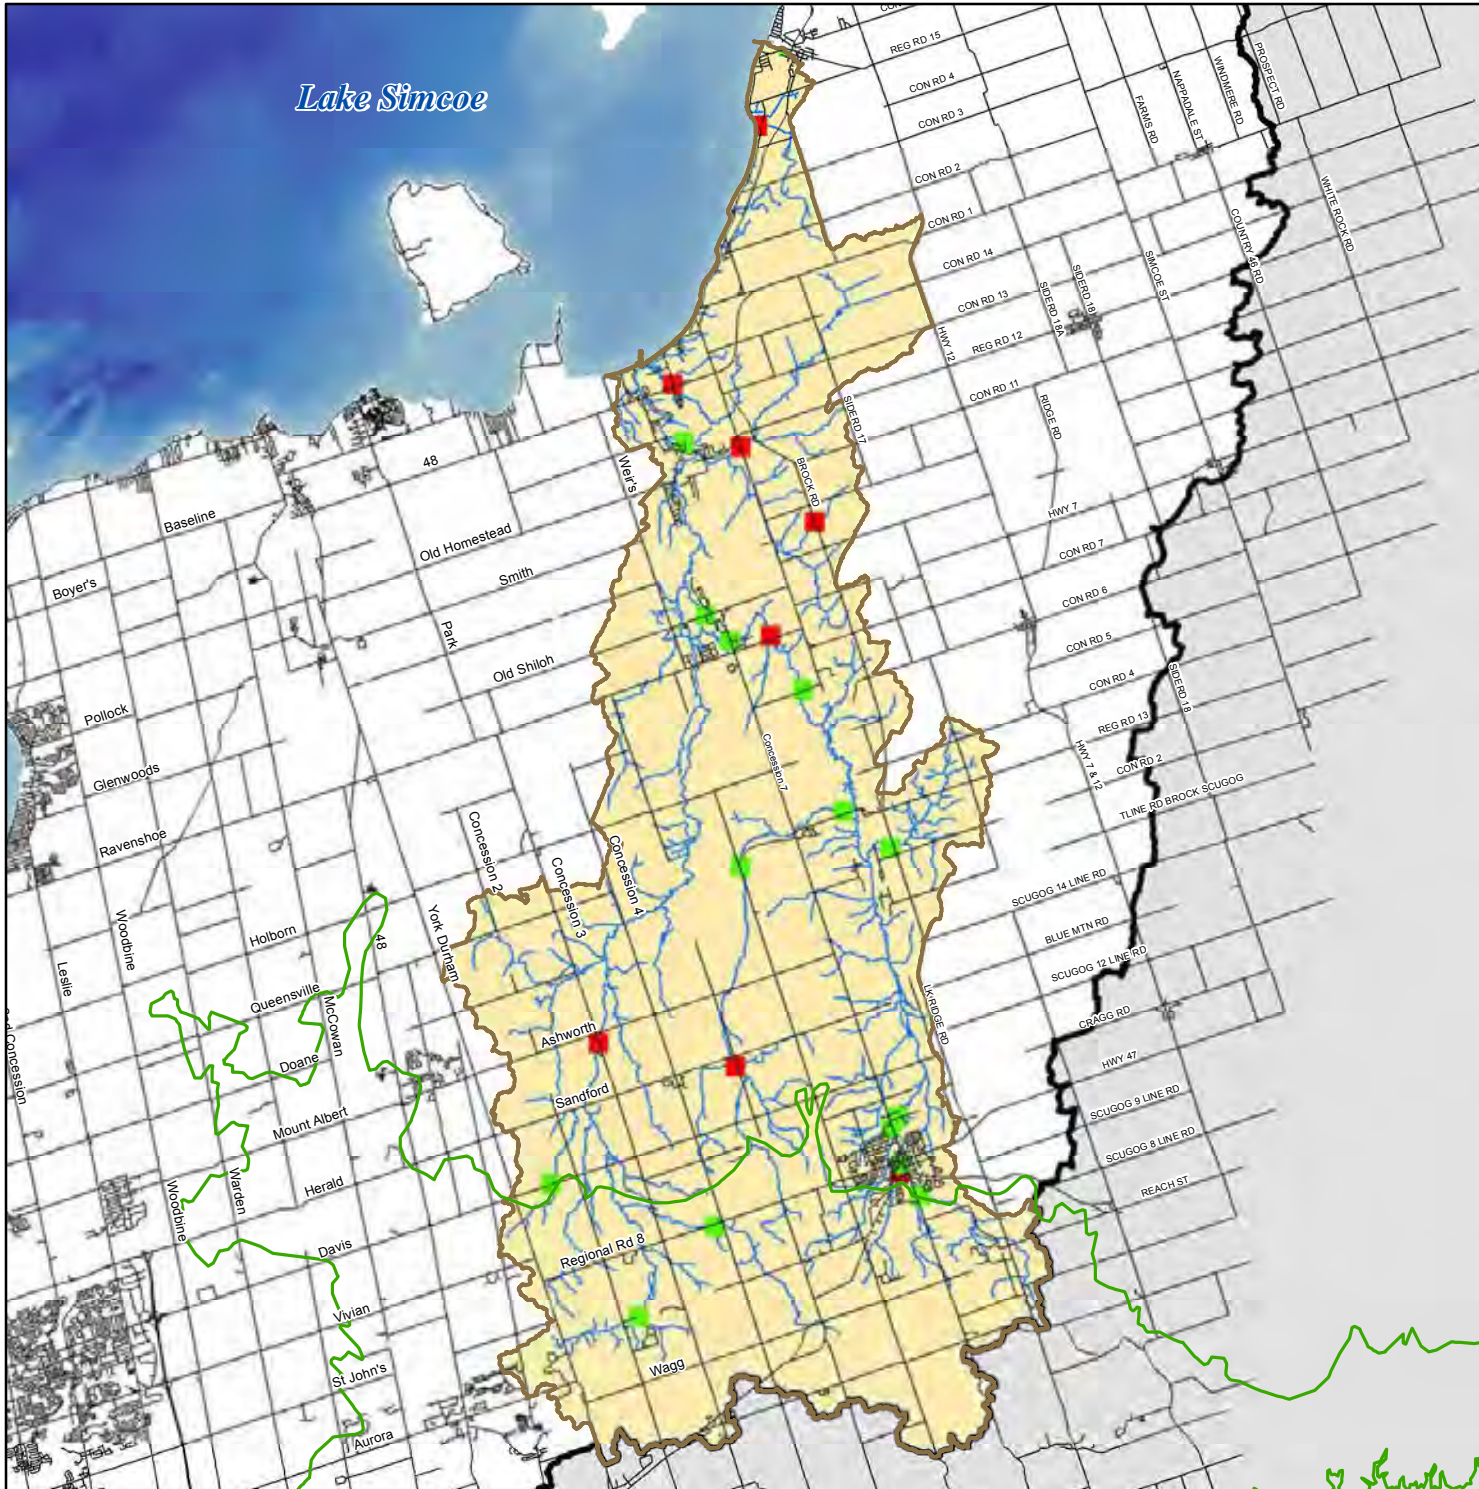 Lake Simcoe
REG RD 15
CON RD 4
CON RD 3
CON RD 2
CON RD 1
CON RD 14
CON RD 13
REG RD 12
CON RD 11
FARMS RD
NAPPADALE ST
WINDMERE RD
PROSPECT RD
WHITE ROCK RD
COUNTRY 46 RD
SIMCOE ST
SIDERD 18
SIDERD 18A
HWY 12
RIDGE RD
SIDERD 17
BROCK RD
HWY 7
CON RD 7
CON RD 6
CON RD 5
CON RD 4
SIDERD 18
REG RD 13
CON RD 2
HWY 7 & 12
TLINE RD BROCK SCUGOG
SCUGOG 14 LINE RD
BLUE MTN RD
SCUGOG 12 LINE RD
CRAGG RD
LK RIDGE RD
HWY 47
SCUGOG 9 LINE RD
SCUGOG 8 LINE RD
REACH ST
48
Weir's
Baseline
Old Homestead
Smith
Boyer's
Park
Old Shiloh
Pollock
Glenwoods
Ravenshoe
Concession 7
Concession 2
Concession 3
Concession 4
York Durham
48
Woodbine
Holborn
Leslie
Queensville
McCowan
Doane
Ashworth
Sandford
Mount Albert
Herald
Warden
Woodbine
Davis
Regional Rd 8
Vivian
St John's
Wagg
Aurora